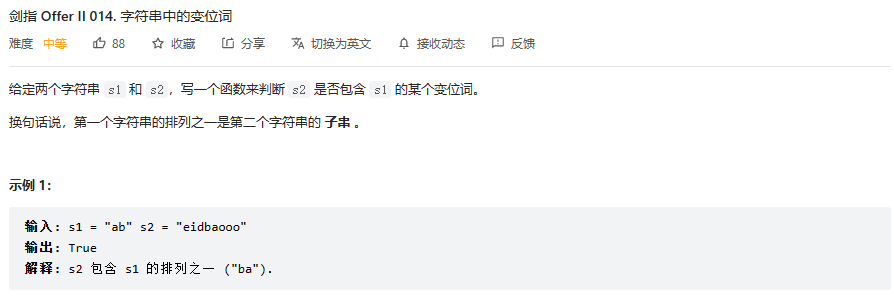 剑指 Offer II 014. 字符串中的变位词
难度 中等 88 收藏 分享 切换为英文 接收动态 反馈
给定两个字符串 s1 和 s2，写一个函数来判断 s2 是否包含 s1 的某个变位词。
换句话说，第一个字符串的排列之一是第二个字符串的 子串 。
示例 1：
输入: s1 = "ab" s2 = "eidbaooo"
输出: True
解释: s2 包含 s1 的排列之一 ("ba").